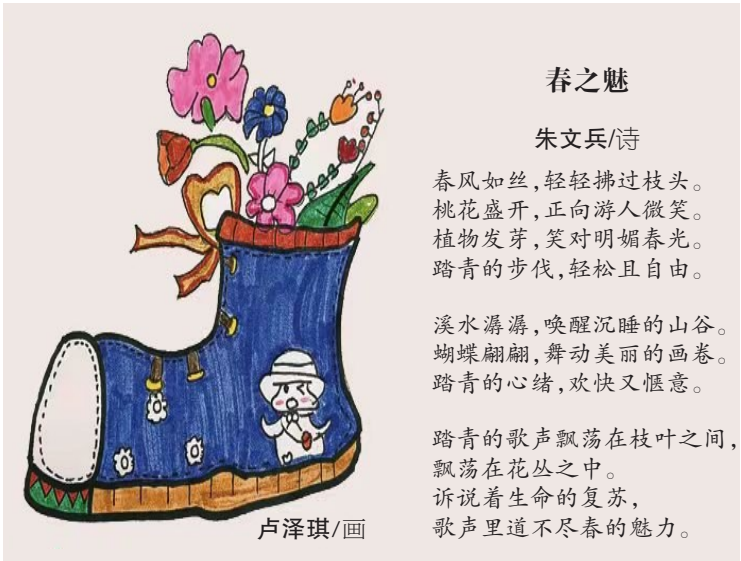 春之魅
朱文兵/诗
春风如丝,轻轻拂过枝头。
桃花盛开,正向游人微笑。
植物发芽,笑对明媚春光。
踏青的步伐,轻松且自由。
溪水潺潺,唤醒沉睡的山谷。
蝴蝶翩翩,舞动美丽的画卷。
踏青的心绪,欢快又惬意。
踏青的歌声飘荡在枝叶之间,
飘荡在花丛之中。
诉说着生命的复苏,
歌声里道不尽春的魅力。
卢泽琪/画